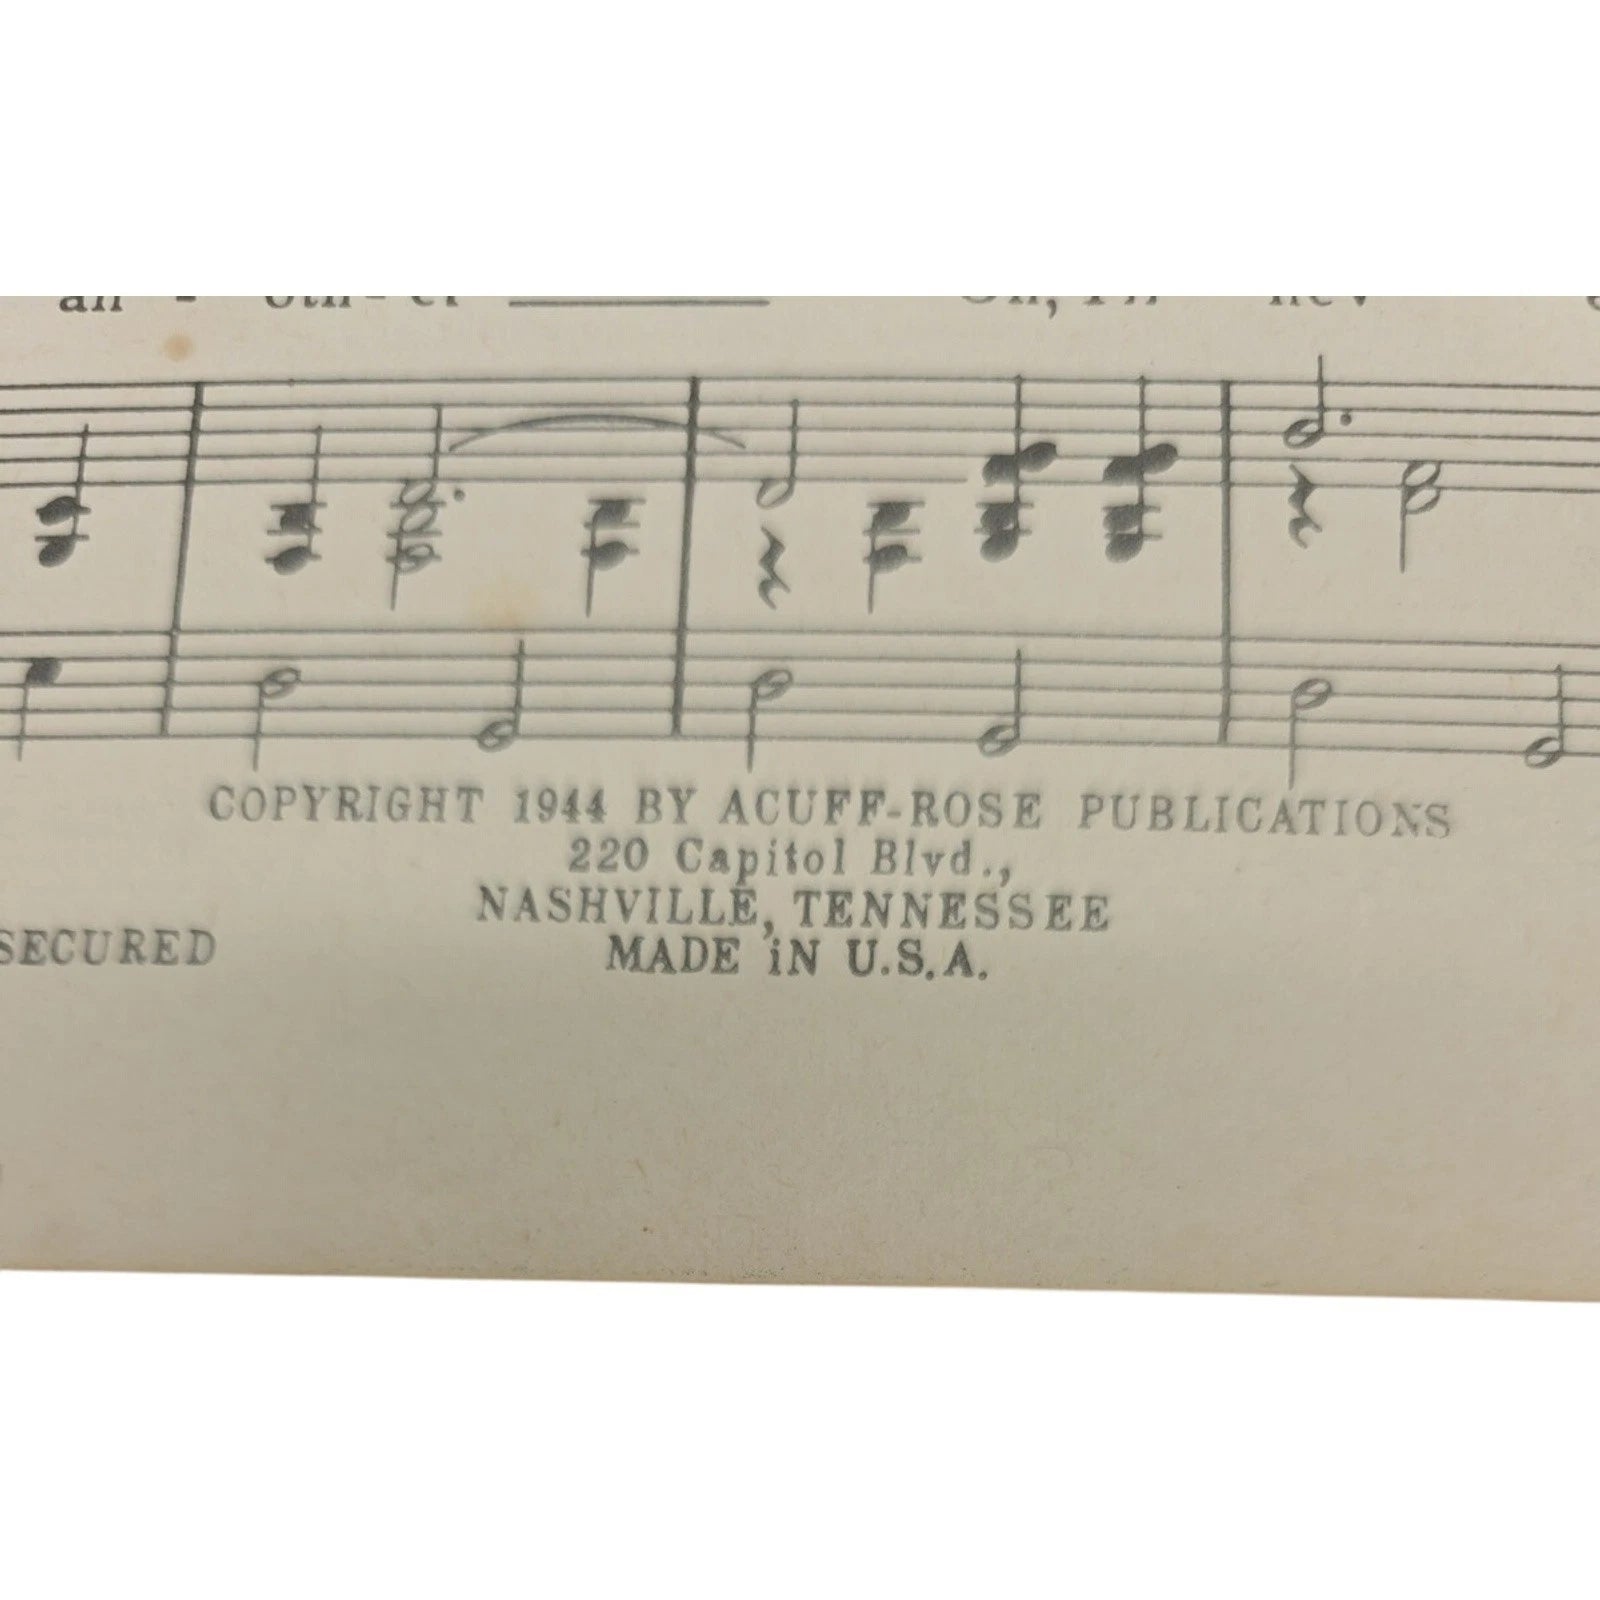 COPYRIGHT 1944 BY ACUFF-ROSE PUBLICATIONS
220 Capitol Blvd.,
NASHVILLE, TENNESSEE
SECURED
MADE iN U.S.A.